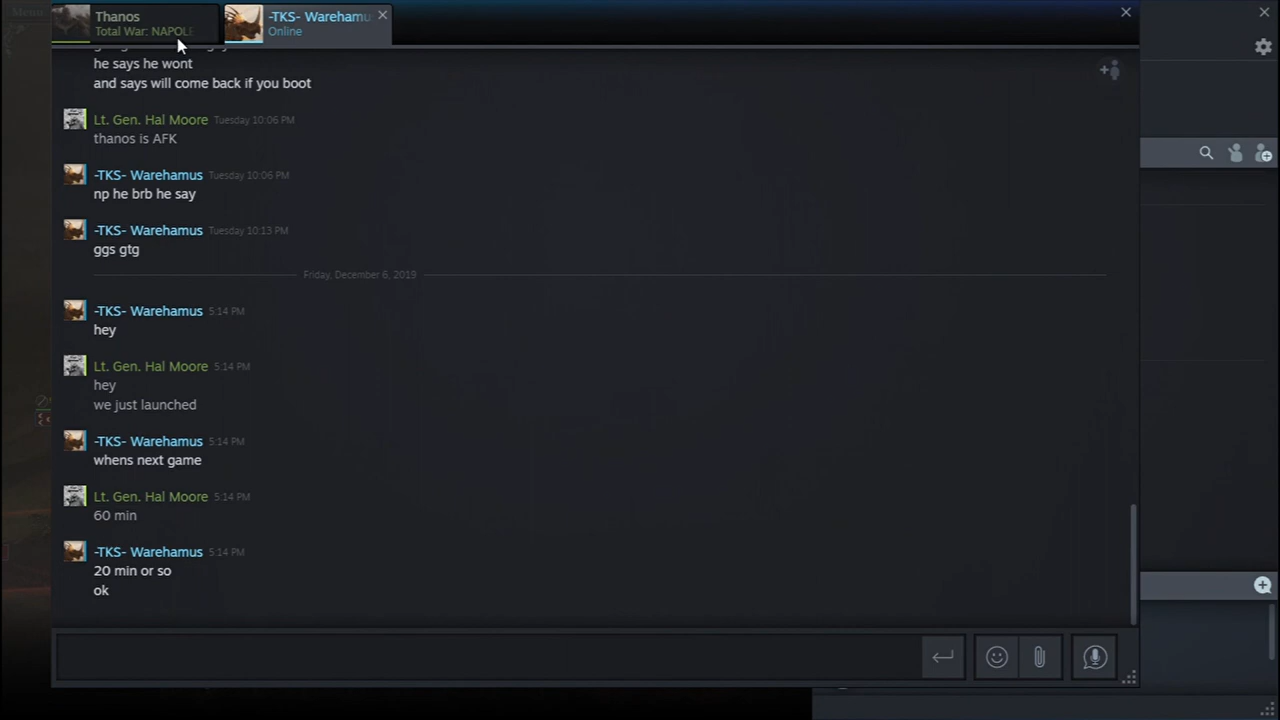 Menu
Thanos
Total War: NAPOLE
-TKS- Warehamu
Online
he says he wont
and says will come back if you boot
Lt. Gen. Hal Moore Tuesday 10:06 PM
thanos is AFK
-TKS- Warehamus Tuesday 10:06 PM
np he brb he say
-TKS- Warehamus Tuesday 10:13 PM
ggs gtg
Friday, December 6, 2019
-TKS- Warehamus 5:14 PM
hey
Lt. Gen. Hal Moore 5:14 PM
hey
we just launched
-TKS- Warehamus 5:14 PM
whens next game
Lt. Gen. Hal Moore 5:14 PM
60 min
-TKS- Warehamus 5:14 PM
20 min or so
ok